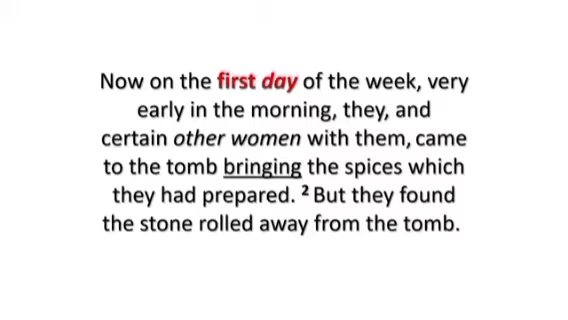 Now on the first day of the week, very
early in the morning, they, and
certain other women with them, came
to the tomb bringing the spices which
they had prepared. ² But they found
the stone rolled away from the tomb.